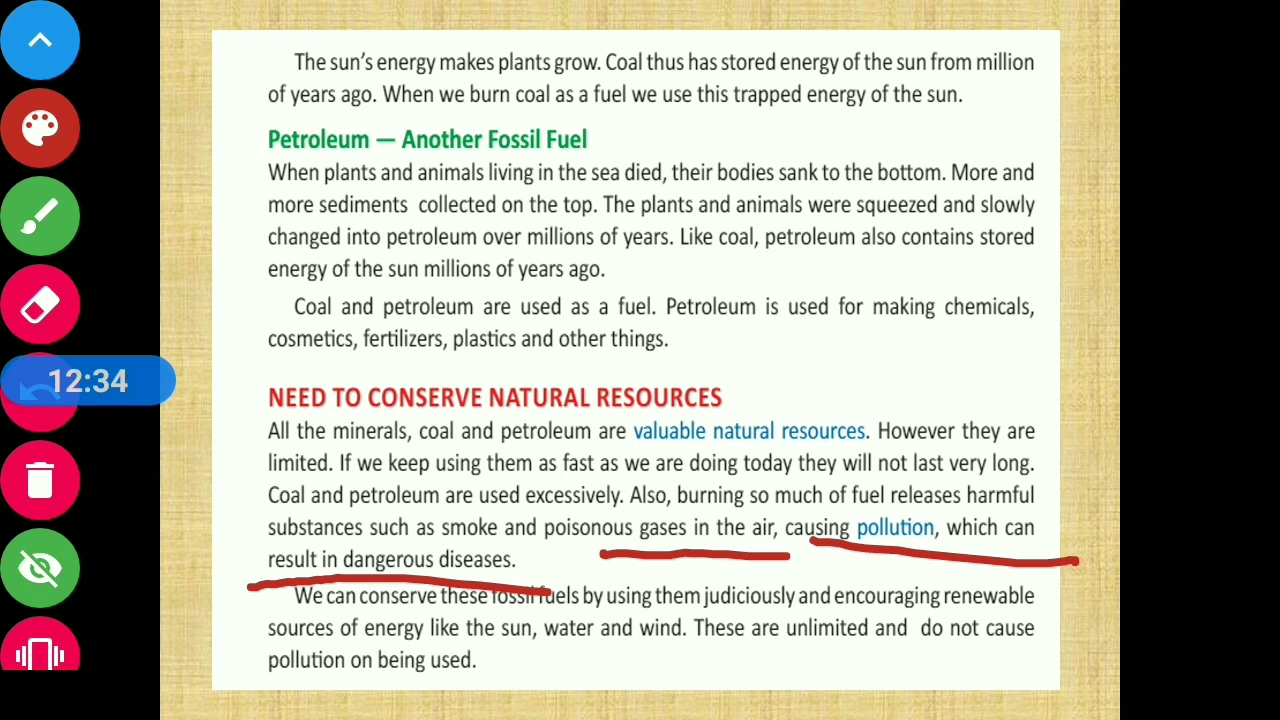 The sun's energy makes plants grow. Coal thus has stored energy of the sun from million
of years ago. When we burn coal as a fuel we use this trapped energy of the sun.
Petroleum — Another Fossil Fuel
When plants and animals living in the sea died, their bodies sank to the bottom. More and
more sediments collected on the top. The plants and animals were squeezed and slowly
changed into petroleum over millions of years. Like coal, petroleum also contains stored
energy of the sun millions of years ago.
Coal and petroleum are used as a fuel. Petroleum is used for making chemicals,
cosmetics, fertilizers, plastics and other things.
12:34
NEED TO CONSERVE NATURAL RESOURCES
All the minerals, coal and petroleum are valuable natural resources. However they are
limited. If we keep using them as fast as we are doing today they will not last very long.
Coal and petroleum are used excessively. Also, burning so much of fuel releases harmful
substances such as smoke and poisonous gases in the air, causing pollution, which can
result in dangerous diseases.
We can conserve these fossil fuels by using them judiciously and encouraging renewable
sources of energy like the sun, water and wind. These are unlimited and do not cause
pollution on being used.